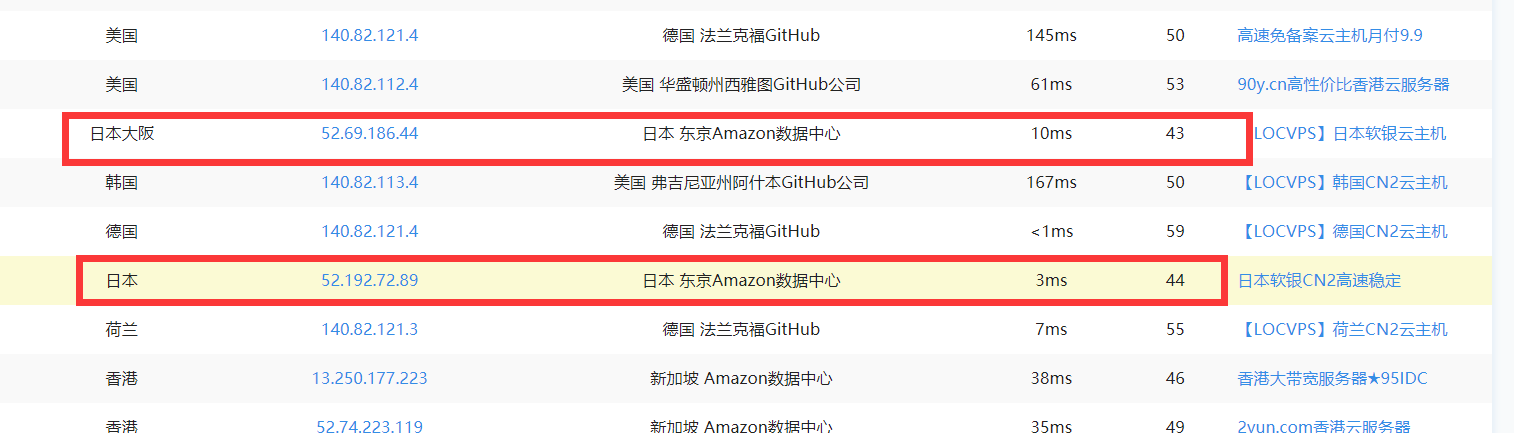 美国 140.82.121.4 德国 法兰克福GitHub 145ms 50 高速免备案云主机月付9.9
美国 140.82.112.4 美国 华盛顿州西雅图GitHub公司 61ms 53 90y.cn高性价比香港云服务器
日本大阪 52.69.186.44 日本 东京Amazon数据中心 10ms 43 LOCVPS】日本软银云主机
韩国 140.82.113.4 美国 弗吉尼亚州阿什本GitHub公司 167ms 50 【LOCVPS】韩国CN2云主机
德国 140.82.121.4 德国 法兰克福GitHub <1ms 59 【LOCVPS】德国CN2云主机
日本 52.192.72.89 日本 东京Amazon数据中心 3ms 44 日本软银CN2高速稳定
荷兰 140.82.121.3 德国 法兰克福GitHub 7ms 55 【LOCVPS】荷兰CN2云主机
香港 13.250.177.223 新加坡 Amazon数据中心 38ms 46 香港大带宽服务器★95IDC
香港 52.74.223.119 新加坡 Amazon数据中心 35ms 49 2yun.com香港云服务器